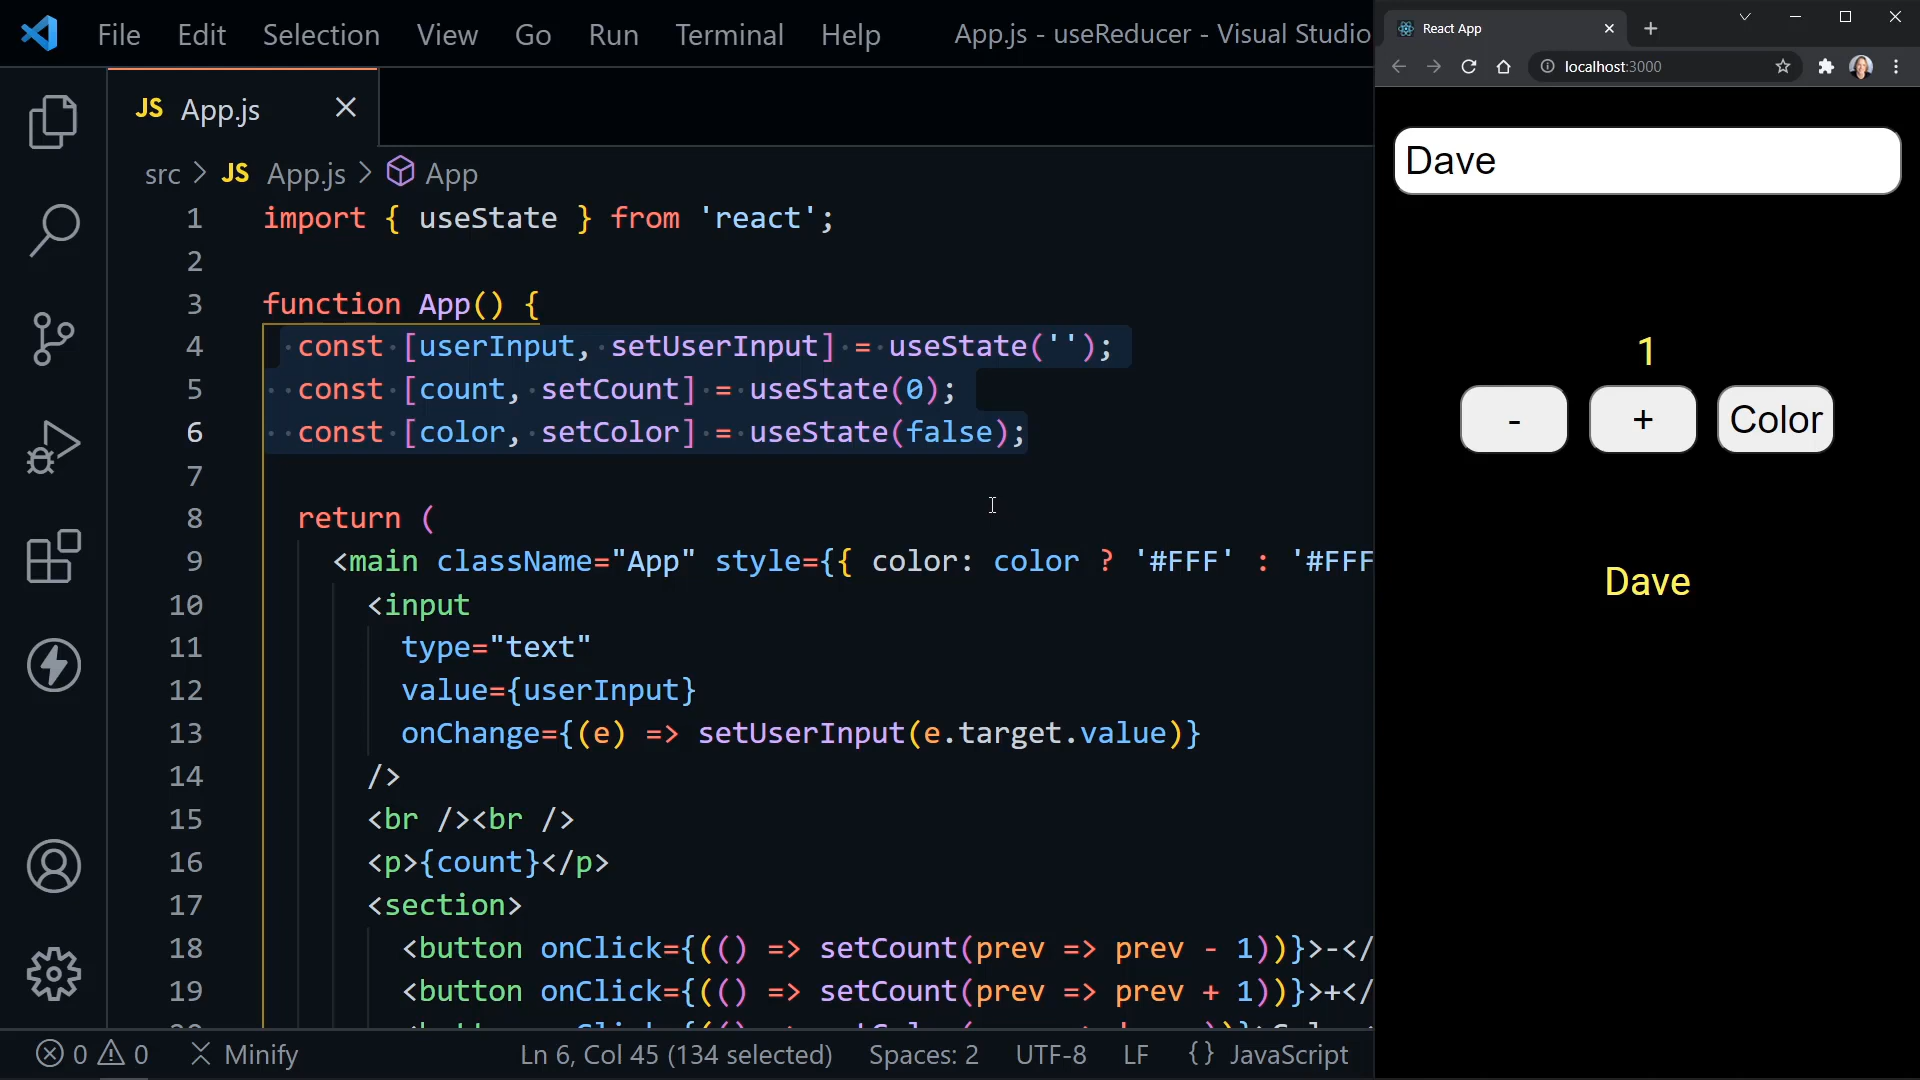 File Edit Selection View Go Run Terminal Help App.js - useReducer - Visual Studio
JS App.js
src > JS App.js > App
1 import { useState } from 'react';
2
3 function App() {
4 const [userInput, setUserInput] = useState('');
5 const [count, setCount] = useState(0);
6 const [color, setColor] = useState(false);
7
8 return (
9 <main className="App" style={{ color: color ? '#FFF' : '#FFF
10 <input
11 type="text"
12 value={userInput}
13 onChange={(e) => setUserInput(e.target.value)}
14 />
15 <br /><br />
16 <p>{count}</p>
17 <section>
18 <button onClick={(() => setCount(prev => prev - 1))}>-</
19 <button onClick={(() => setCount(prev => prev + 1))}>+</
0 0 Minify Ln 6, Col 45 (134 selected) Spaces: 2 UTF-8 LF {} JavaScript
React App
localhost:3000
Dave
1
- + Color
Dave